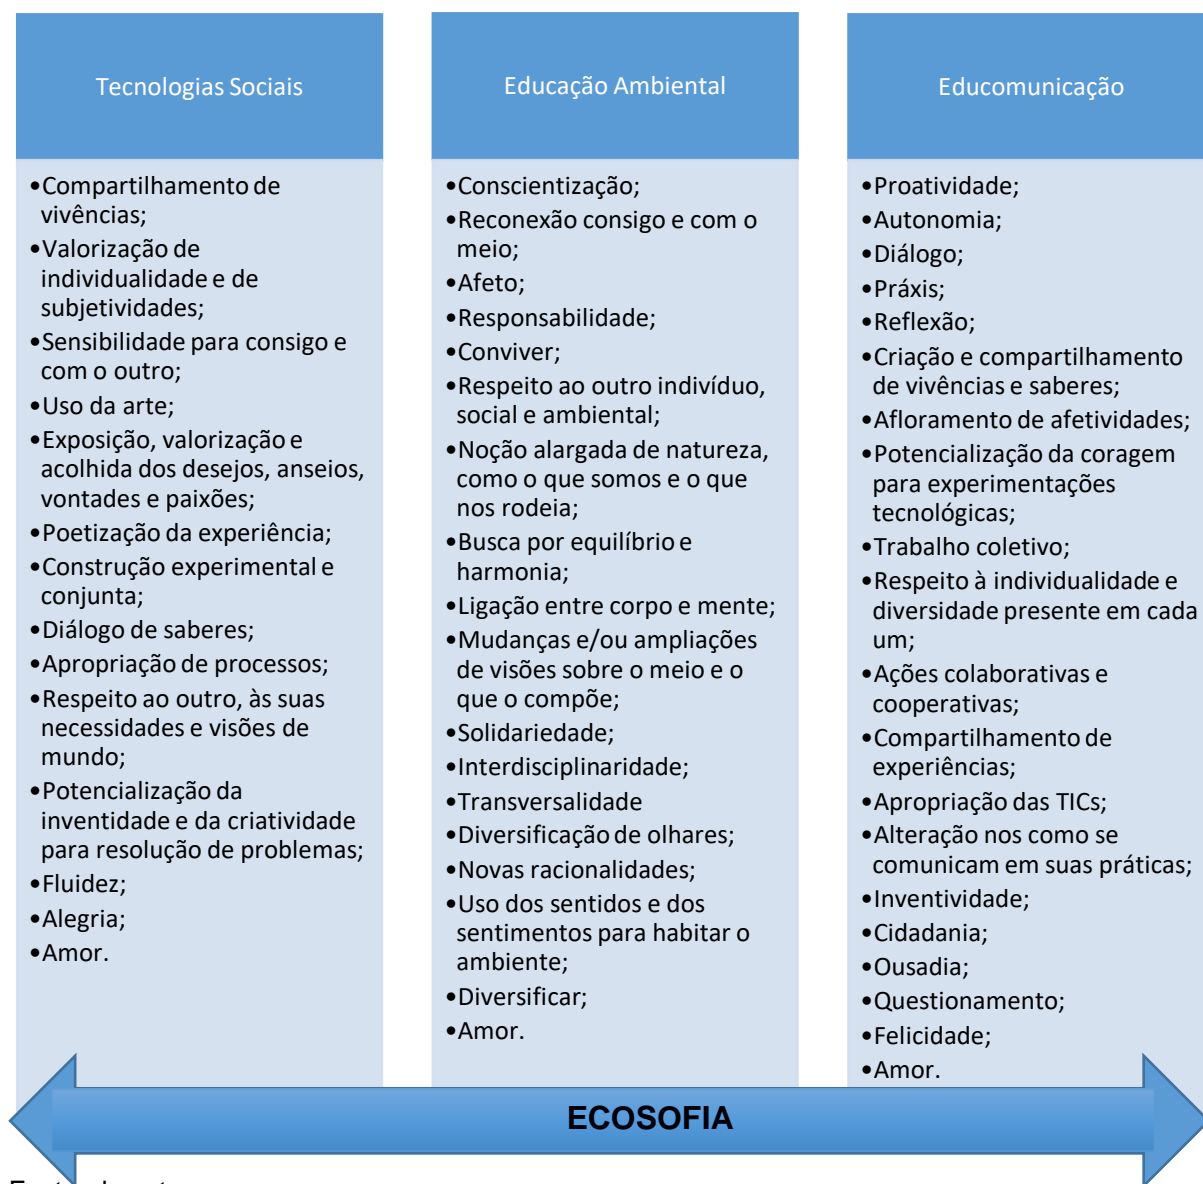 Tecnologias Sociais
•Compartilhamento de
vivências;
•Valorização de
individualidade e de
subjetividades;
•Sensibilidade para consigo e
com o outro;
•Uso da arte;
•Exposição, valorização e
acolhida dos desejos, anseios,
vontades e paixões;
•Poetização da experiência;
•Construção experimental e
conjunta;
•Diálogo de saberes;
•Apropriação de processos;
•Respeito ao outro, às suas
necessidades e visões de
mundo;
•Potencialização da
inventidade e da criatividade
para resolução de problemas;
•Fluidez;
•Alegria;
•Amor.
Educação Ambiental
•Conscientização;
•Reconexão consigo e com o
meio;
•Afeto;
•Responsabilidade;
•Conviver;
•Respeito ao outro indivíduo,
social e ambiental;
•Noção alargada de natureza,
como o que somos e o que
nos rodeia;
•Busca por equilíbrio e
harmonia;
•Ligação entre corpo e mente;
•Mudanças e/ou ampliações
de visões sobre o meio e o
que o compõe;
•Solidariedade;
•Interdisciplinaridade;
•Transversalidade
•Diversificação de olhares;
•Novas racionalidades;
•Uso dos sentidos e dos
sentimentos para habitar o
ambiente;
•Diversificar;
•Amor.
Educomunicação
•Proatividade;
•Autonomia;
•Diálogo;
•Práxis;
•Reflexão;
•Criação e compartilhamento
de vivências e saberes;
•Afloramento de afetividades;
•Potencialização da coragem
para experimentações
tecnológicas;
•Trabalho coletivo;
•Respeito à individualidade e
diversidade presente em cada
um;
•Ações colaborativas e
cooperativas;
•Compartilhamento de
experiências;
•Apropriação das TICs;
•Alteração nos como se
comunicam em suas práticas;
•Inventividade;
•Cidadania;
•Ousadia;
•Questionamento;
•Felicidade;
•Amor.
ECOSOFIA